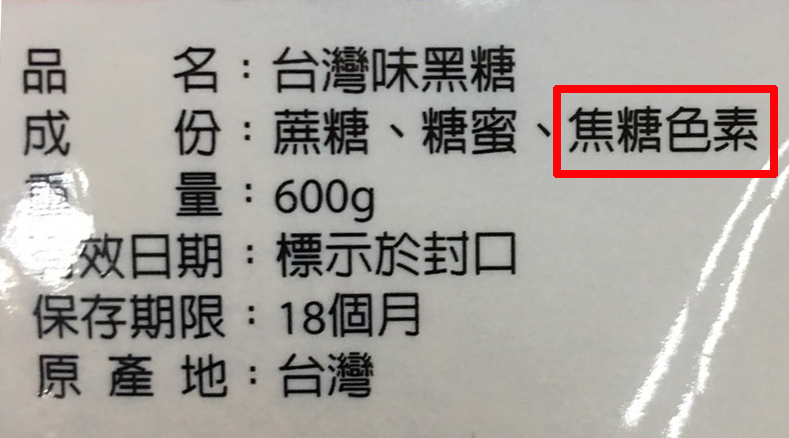 品名：台灣味黑糖
成份：蔗糖、糖蜜、焦糖色素
重量：600g
有效日期：標示於封口
保存期限：18個月
原產地：台灣